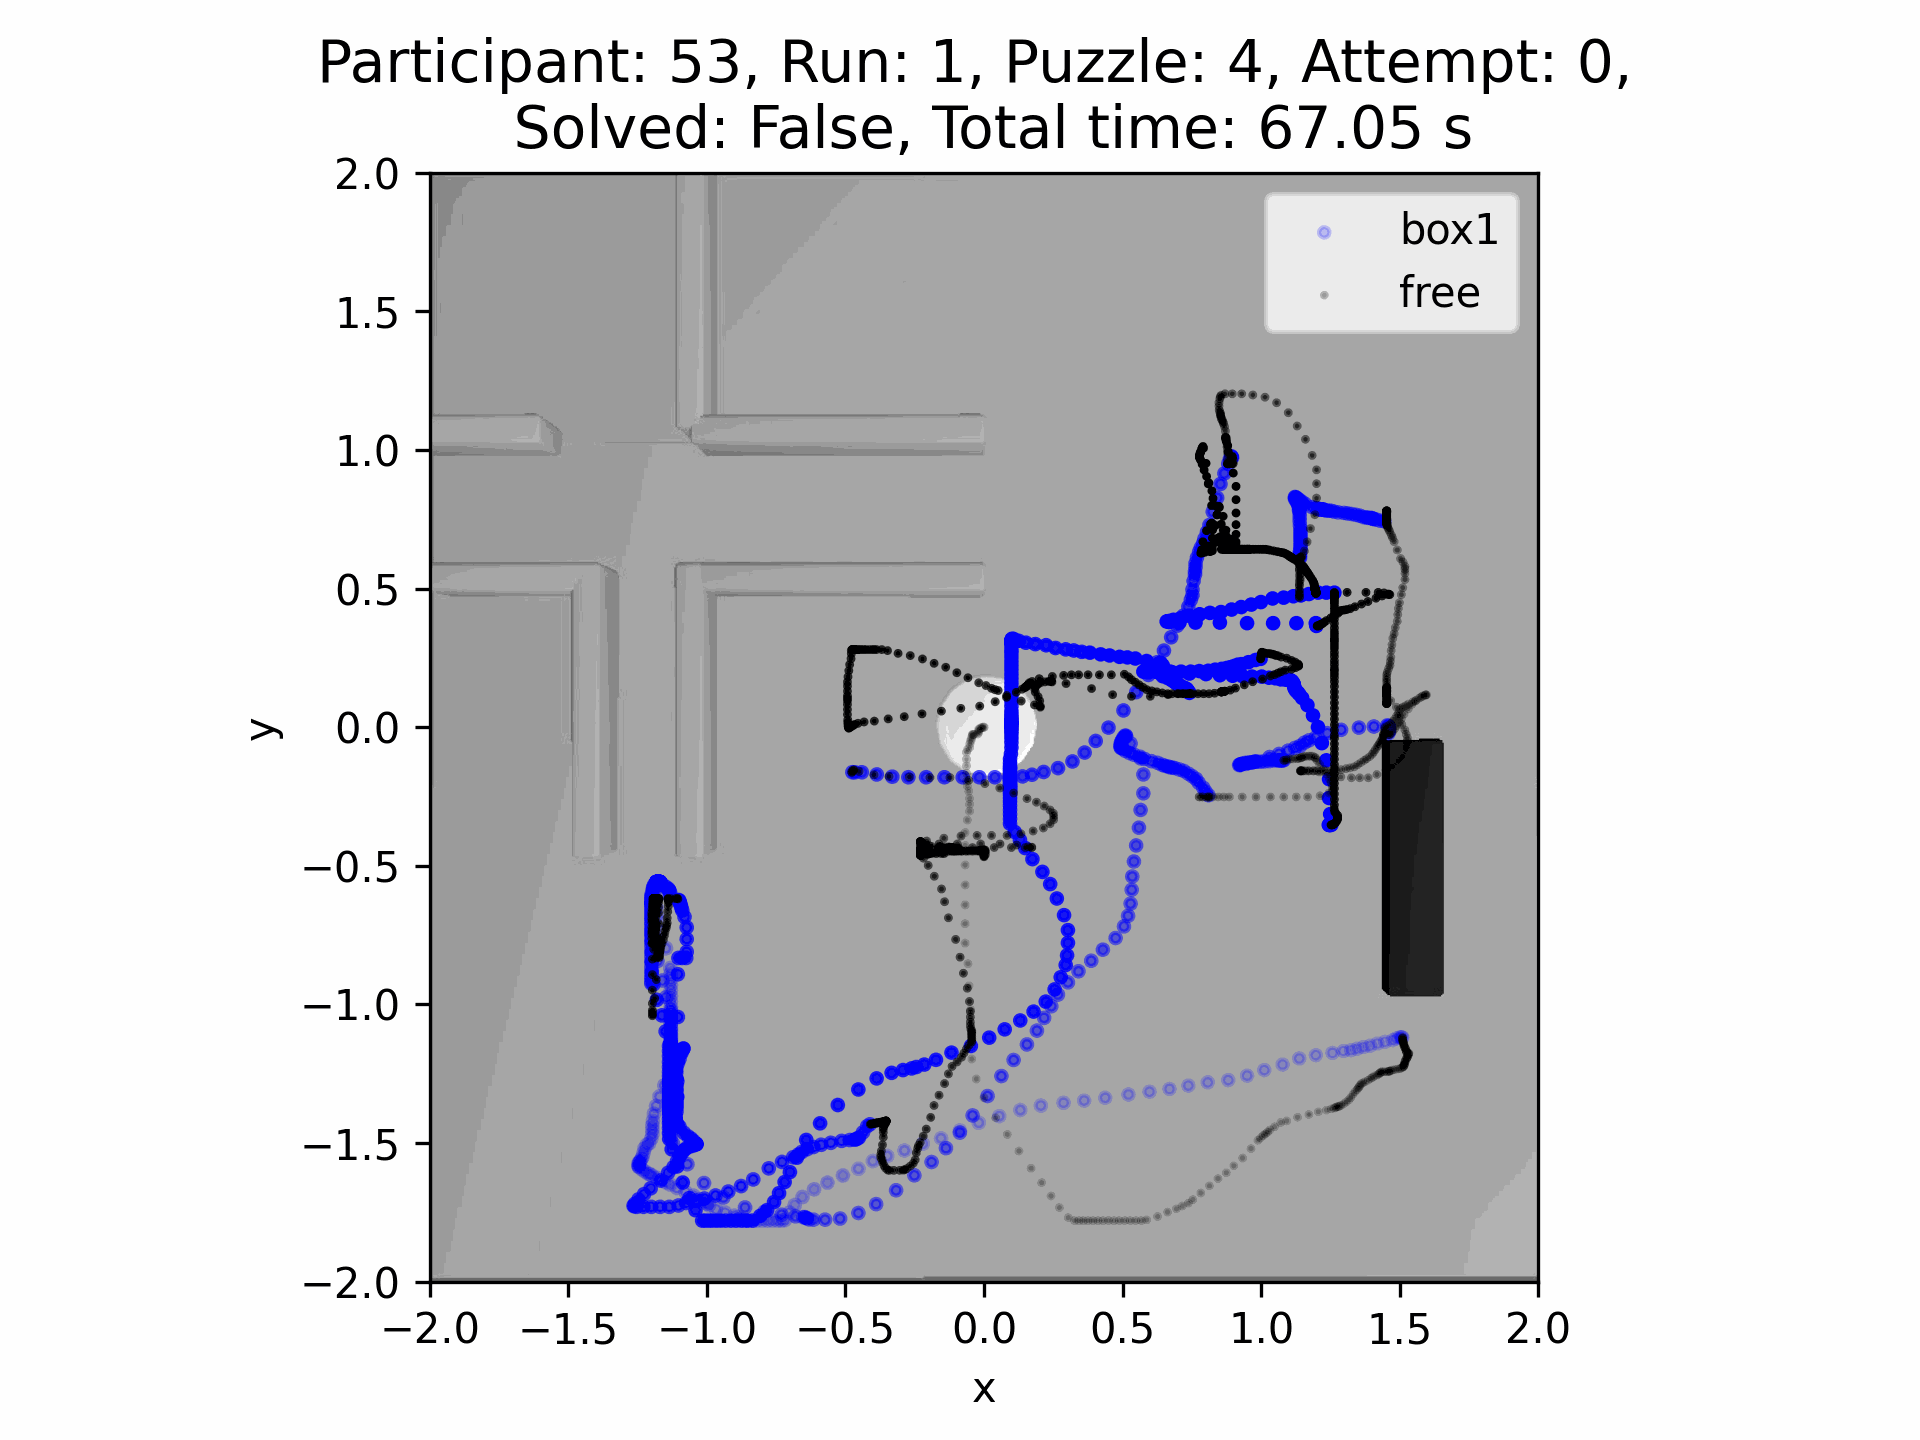 Participant: 53, Run: 1, Puzzle: 4, Attempt: 0,
Solved: False, Total time: 67.05 s
box1
free
2.0
1.5
1.0
0.5
0.0
−0.5
−1.0
−1.5
−2.0
y
−2.0 −1.5 −1.0 −0.5 0.0 0.5 1.0 1.5 2.0
x